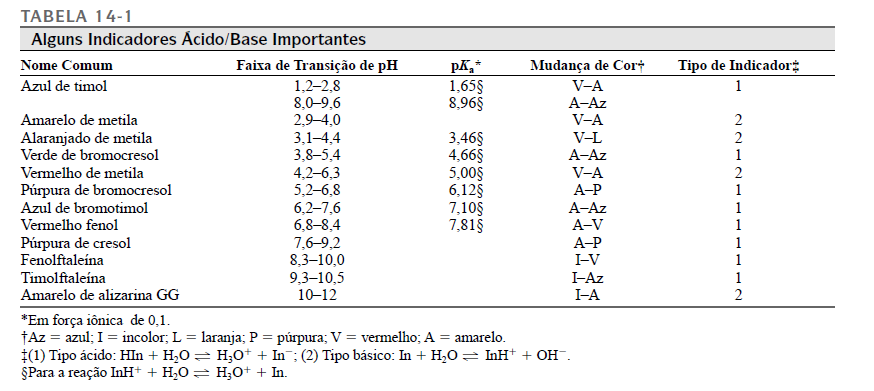 TABELA 14-1
Alguns Indicadores Ácido/Base Importantes
Nome Comum Faixa de Transição de pH pKa* Mudança de Cor† Tipo de Indicador‡
Azul de timol 1,2–2,8 1,65§ V–A 1
8,0–9,6 8,96§ A–Az
Amarelo de metila 2,9–4,0 V–A 2
Alaranjado de metila 3,1–4,4 3,46§ V–L 2
Verde de bromocresol 3,8–5,4 4,66§ A–Az 1
Vermelho de metila 4,2–6,3 5,00§ V–A 2
Púrpura de bromocresol 5,2–6,8 6,12§ A–P 1
Azul de bromotimol 6,2–7,6 7,10§ A–Az 1
Vermelho fenol 6,8–8,4 7,81§ A–V 1
Púrpura de cresol 7,6–9,2 A–P 1
Fenolftaleína 8,3–10,0 I–V 1
Timolftaleína 9,3–10,5 I–Az 1
Amarelo de alizarina GG 10–12 I–A 2
*Em força iônica de 0,1.
†Az = azul; I = incolor; L = laranja; P = púrpura; V = vermelho; A = amarelo.
‡(1) Tipo ácido: HIn + H₂O ⇌ H₃O⁺ + In⁻; (2) Tipo básico: In + H₂O ⇌ InH⁺ + OH⁻.
§Para a reação InH⁺ + H₂O ⇌ H₃O⁺ + In.